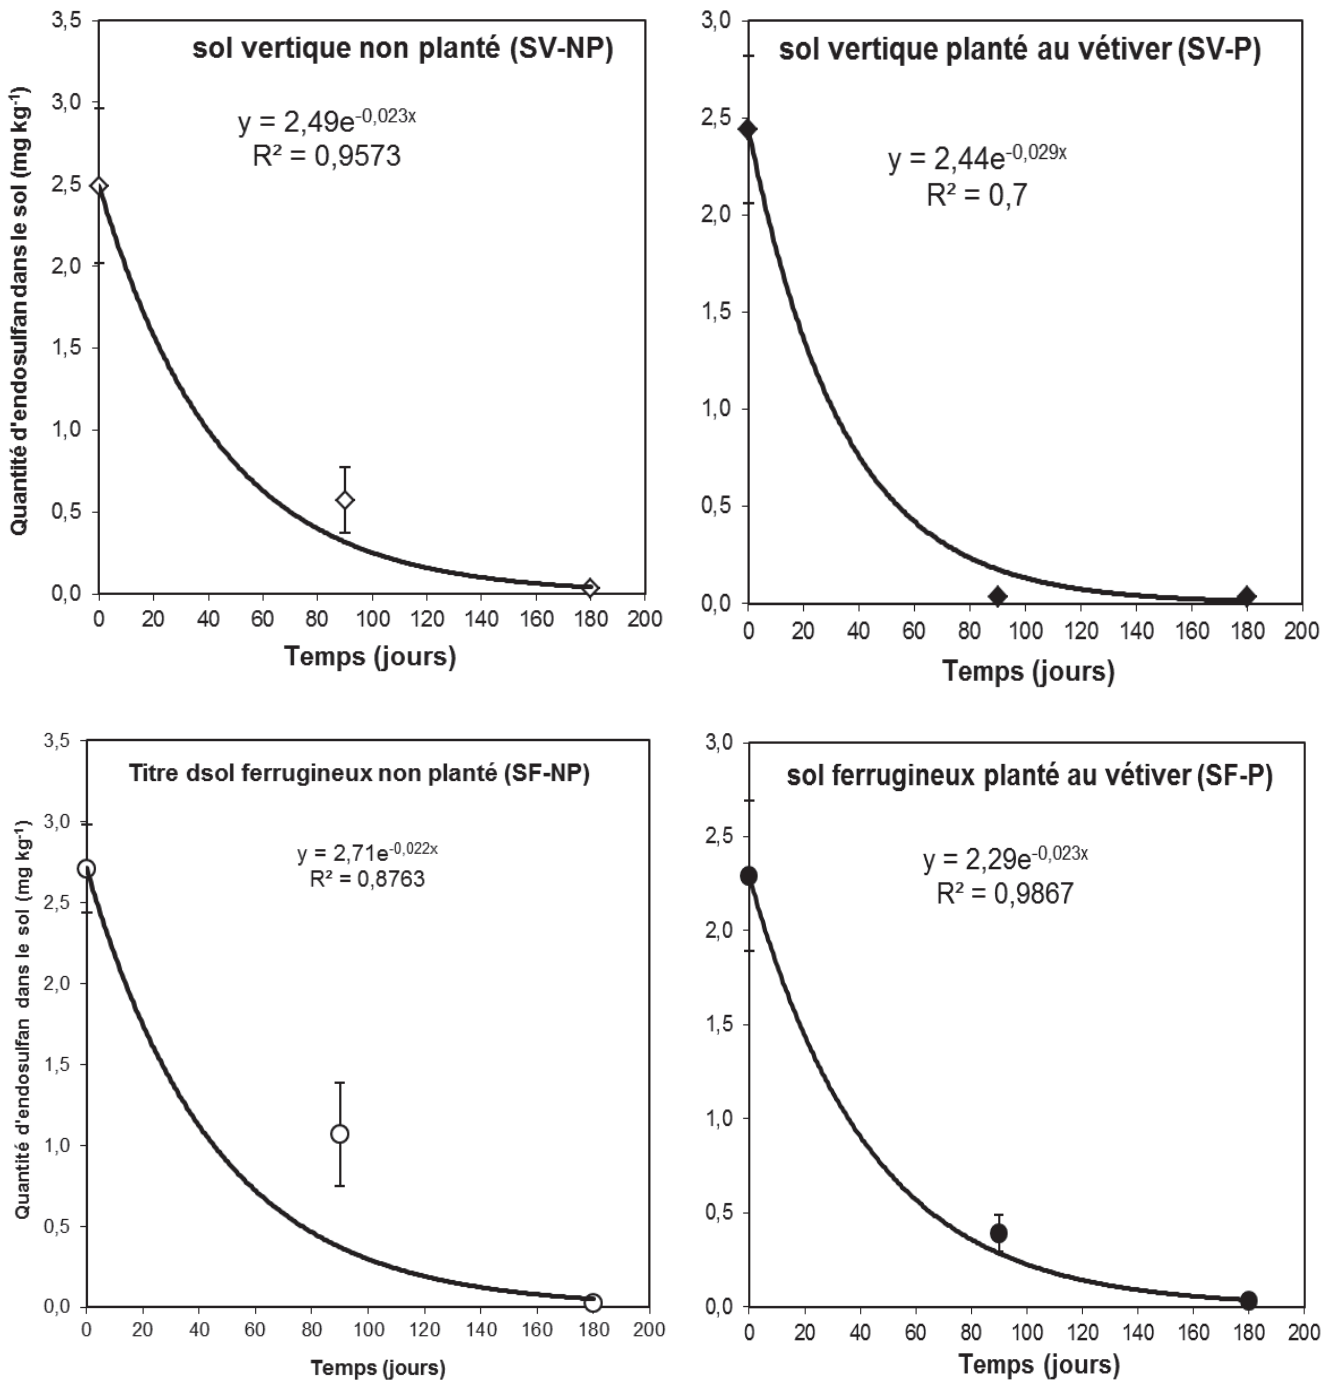 sol vertique non planté (SV-NP)
y = 2,49e^-0,023x
R² = 0,9573
Quantité d'endosulfan dans le sol (mg kg-1)
3,5
3,0
2,5
2,0
1,5
1,0
0,5
0,0
0 20 40 60 80 100 120 140 160 180 200
Temps (jours)
sol vertique planté au vétiver (SV-P)
y = 2,44e^-0,029x
R² = 0,7
3,0
2,5
2,0
1,5
1,0
0,5
0,0
0 20 40 60 80 100 120 140 160 180 200
Temps (jours)
Titre dsol ferrugineux non planté (SF-NP)
y = 2,71e^-0,022x
R² = 0,8763
Quantité d'endosulfan dans le sol (mg kg-1)
3,5
3,0
2,5
2,0
1,5
1,0
0,5
0,0
0 20 40 60 80 100 120 140 160 180 200
Temps (jours)
sol ferrugineux planté au vétiver (SF-P)
y = 2,29e^-0,023x
R² = 0,9867
3,0
2,5
2,0
1,5
1,0
0,5
0,0
0 20 40 60 80 100 120 140 160 180 200
Temps (jours)